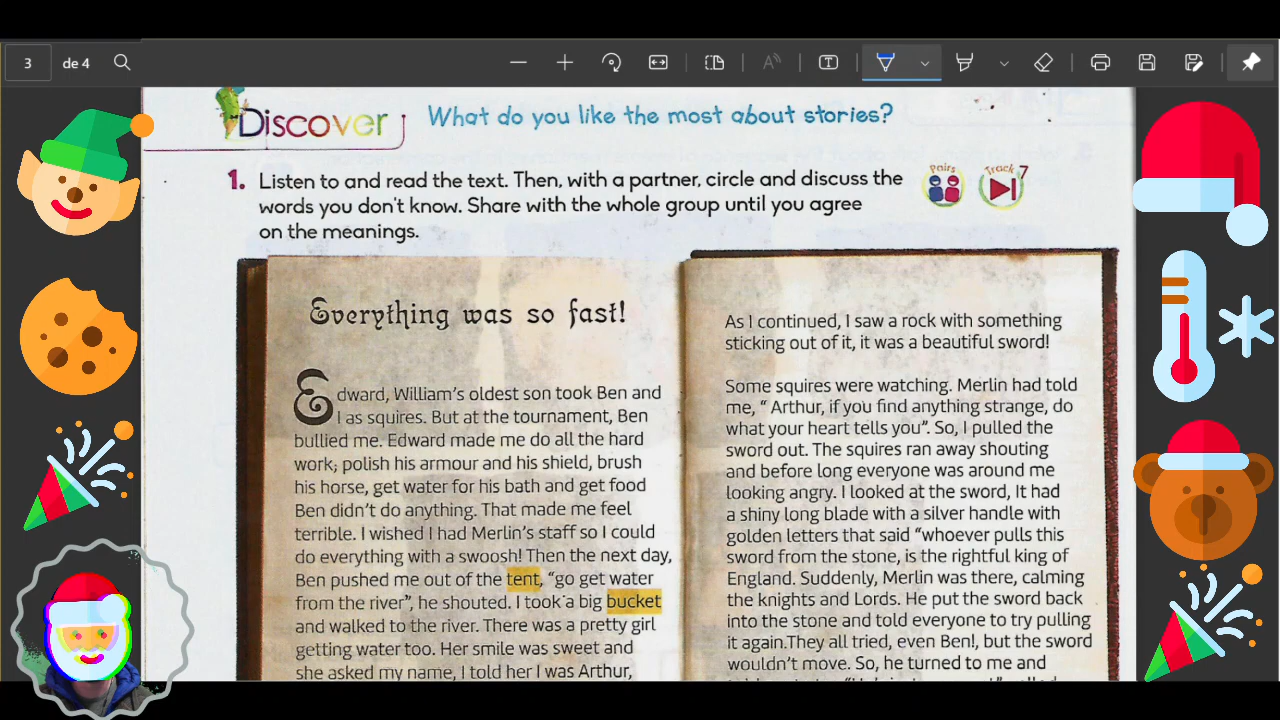 3 de 4
Discover What do you like the most about stories?
1. Listen to and read the text. Then, with a partner, circle and discuss the
words you don't know. Share with the whole group until you agree
on the meanings.
Pairs
Track 7
Everything was so fast!
Edward, William's oldest son took Ben and
I as squires. But at the tournament, Ben
bullied me. Edward made me do all the hard
work; polish his armour and his shield, brush
his horse, get water for his bath and get food
Ben didn't do anything. That made me feel
terrible. I wished I had Merlin's staff so I could
do everything with a swoosh! Then the next day,
Ben pushed me out of the tent, “go get water
from the river”, he shouted. I took a big bucket
and walked to the river. There was a pretty girl
getting water too. Her smile was sweet and
she asked my name, I told her I was Arthur,
As I continued, I saw a rock with something
sticking out of it, it was a beautiful sword!
Some squires were watching. Merlin had told
me, “ Arthur, if you find anything strange, do
what your heart tells you”. So, I pulled the
sword out. The squires ran away shouting
and before long everyone was around me
looking angry. I looked at the sword, It had
a shiny long blade with a silver handle with
golden letters that said “whoever pulls this
sword from the stone, is the rightful king of
England. Suddenly, Merlin was there, calming
the knights and Lords. He put the sword back
into the stone and told everyone to try pulling
it again.They all tried, even Ben!, but the sword
wouldn't move. So, he turned to me and